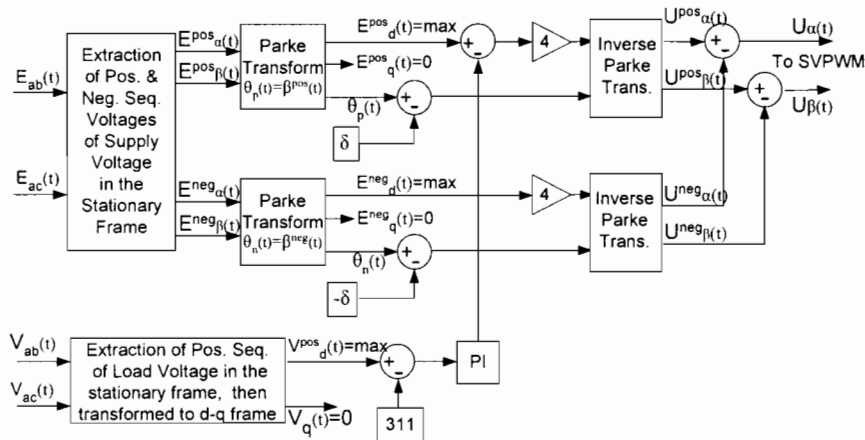 E_ab(t)
E_ac(t)
Extraction
of Pos. &
Neg. Seq.
Voltages
of Supply
Voltage
in the
Stationary
Frame
E^pos_α(t)
E^pos_β(t)
Parke
Transform
θ_p(t)=β^pos(t)
E^pos_d(t)=max
E^pos_q(t)=0
θ_p(t)
δ
+
-
+
-
4
Inverse
Parke
Trans.
U^pos_α(t)
U^pos_β(t)
+
-
+
-
U_α(t)
To SVPWM
U_β(t)
E^neg_α(t)
E^neg_β(t)
Parke
Transform
θ_n(t)=β^neg(t)
E^neg_d(t)=max
E^neg_q(t)=0
θ_n(t)
-δ
+
-
4
Inverse
Parke
Trans.
U^neg_α(t)
U^neg_β(t)
V_ab(t)
V_ac(t)
Extraction of Pos. Seq.
of Load Voltage in the
stationary frame, then
transformed to d-q frame
V^pos_d(t)=max
V_q(t)=0
+
-
311
PI